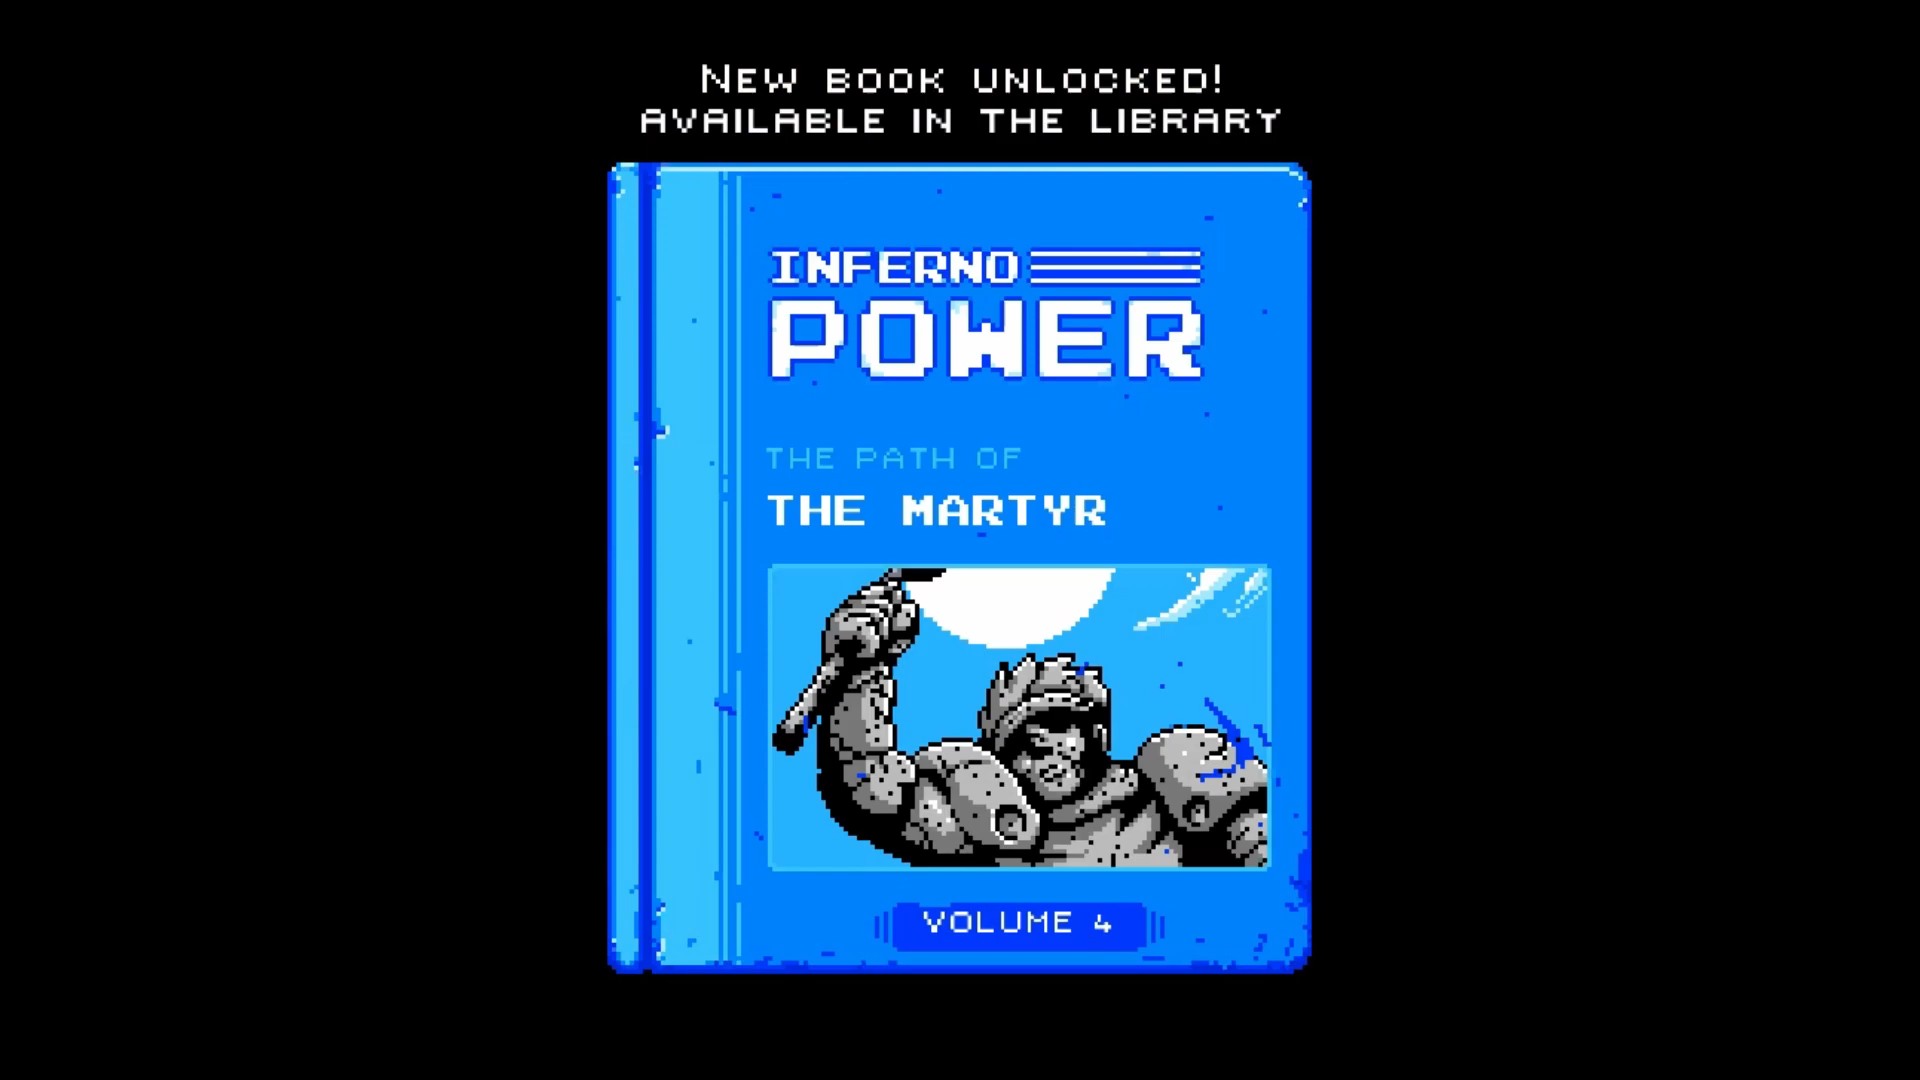 NEW BOOK UNLOCKED!
AVAILABLE IN THE LIBRARY
INFERNO
POWER
THE PATH OF
THE MARTYR
VOLUME 4